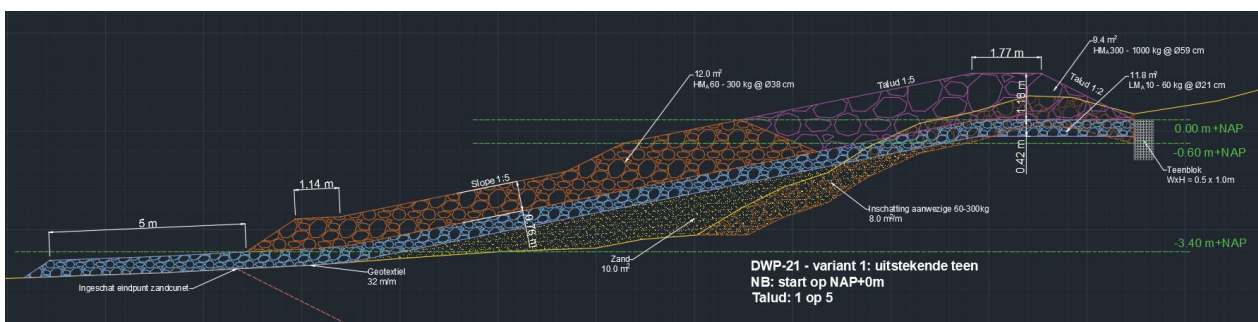 1.77 m
9.4 m²
HMA300 - 1000 kg @ Ø59 cm
12.0 m²
HMA60 - 300 kg @ Ø38 cm
Talud 1:5
Talud 1:2
11.8 m²
LMA10 - 60 kg @ Ø21 cm
1.18 m
0.00 m+NAP
-0.60 m+NAP
0.42 m
Teenblok
WxH = 0.5 x 1.0m
Slope 1:5
1.14 m
0.76 m
5 m
Inschatting aanwezige 60-300kg
8.0 m³/m
-3.40 m+NAP
Zand
10.0 m²
Geotextiel
32 m/m
Ingeschat eindpunt zandcunet
DWP-21 - variant 1: uitstekende teen
NB: start op NAP+0m
Talud: 1 op 5